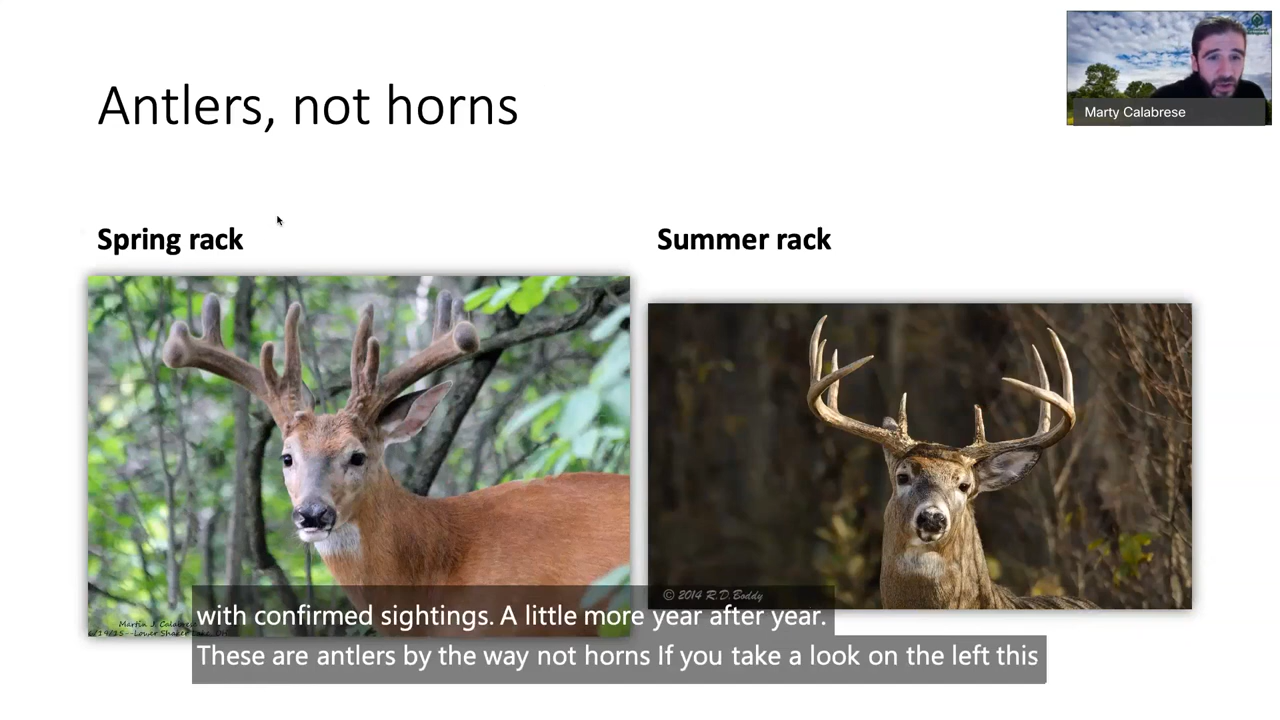 Antlers, not horns
Marty Calabrese
Spring rack
Summer rack
© 2014 R.D.Boddy
Martin J.
with confirmed sightings. A little more year after year.
These are antlers by the way not horns If you take a look on the left this